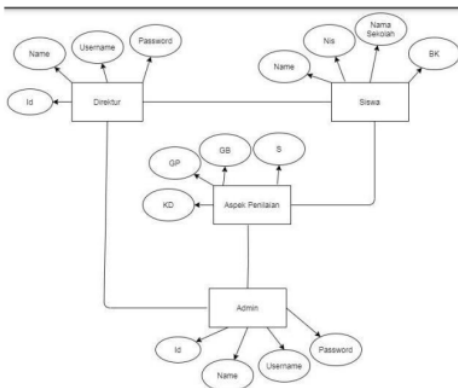 Name
Username
Password
Id
Direktur
Name
Nis
Nama
Sekolah
BK
Siswa
GP
GB
S
KD
Aspek Penilaian
Admin
Id
Name
Username
Password